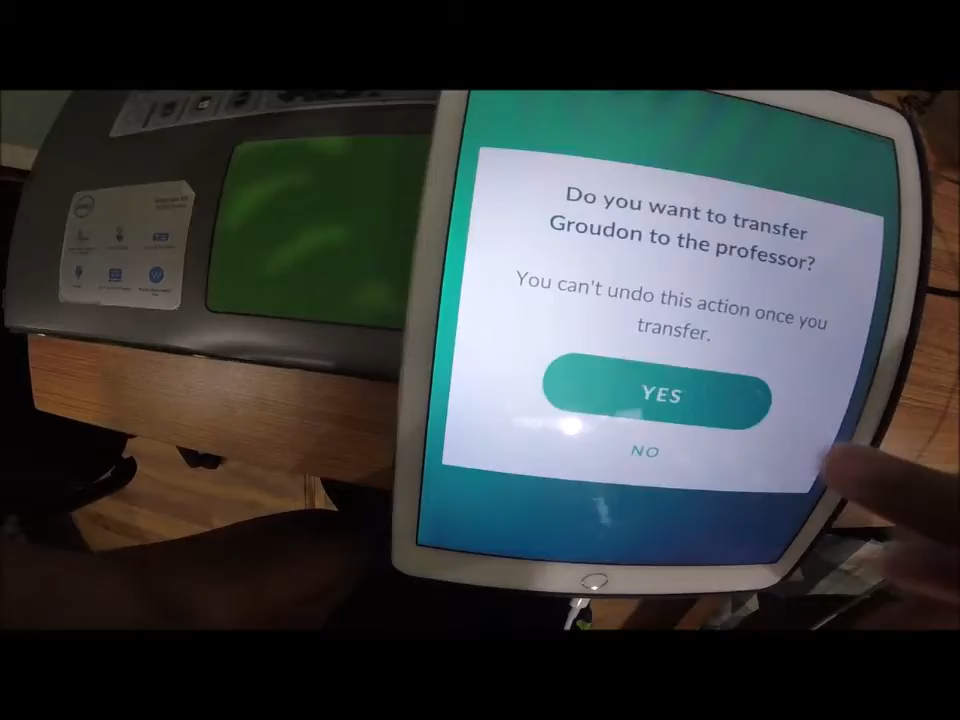 Do you want to transfer
Groudon to the professor?
You can't undo this action once you
transfer.
YES
NO